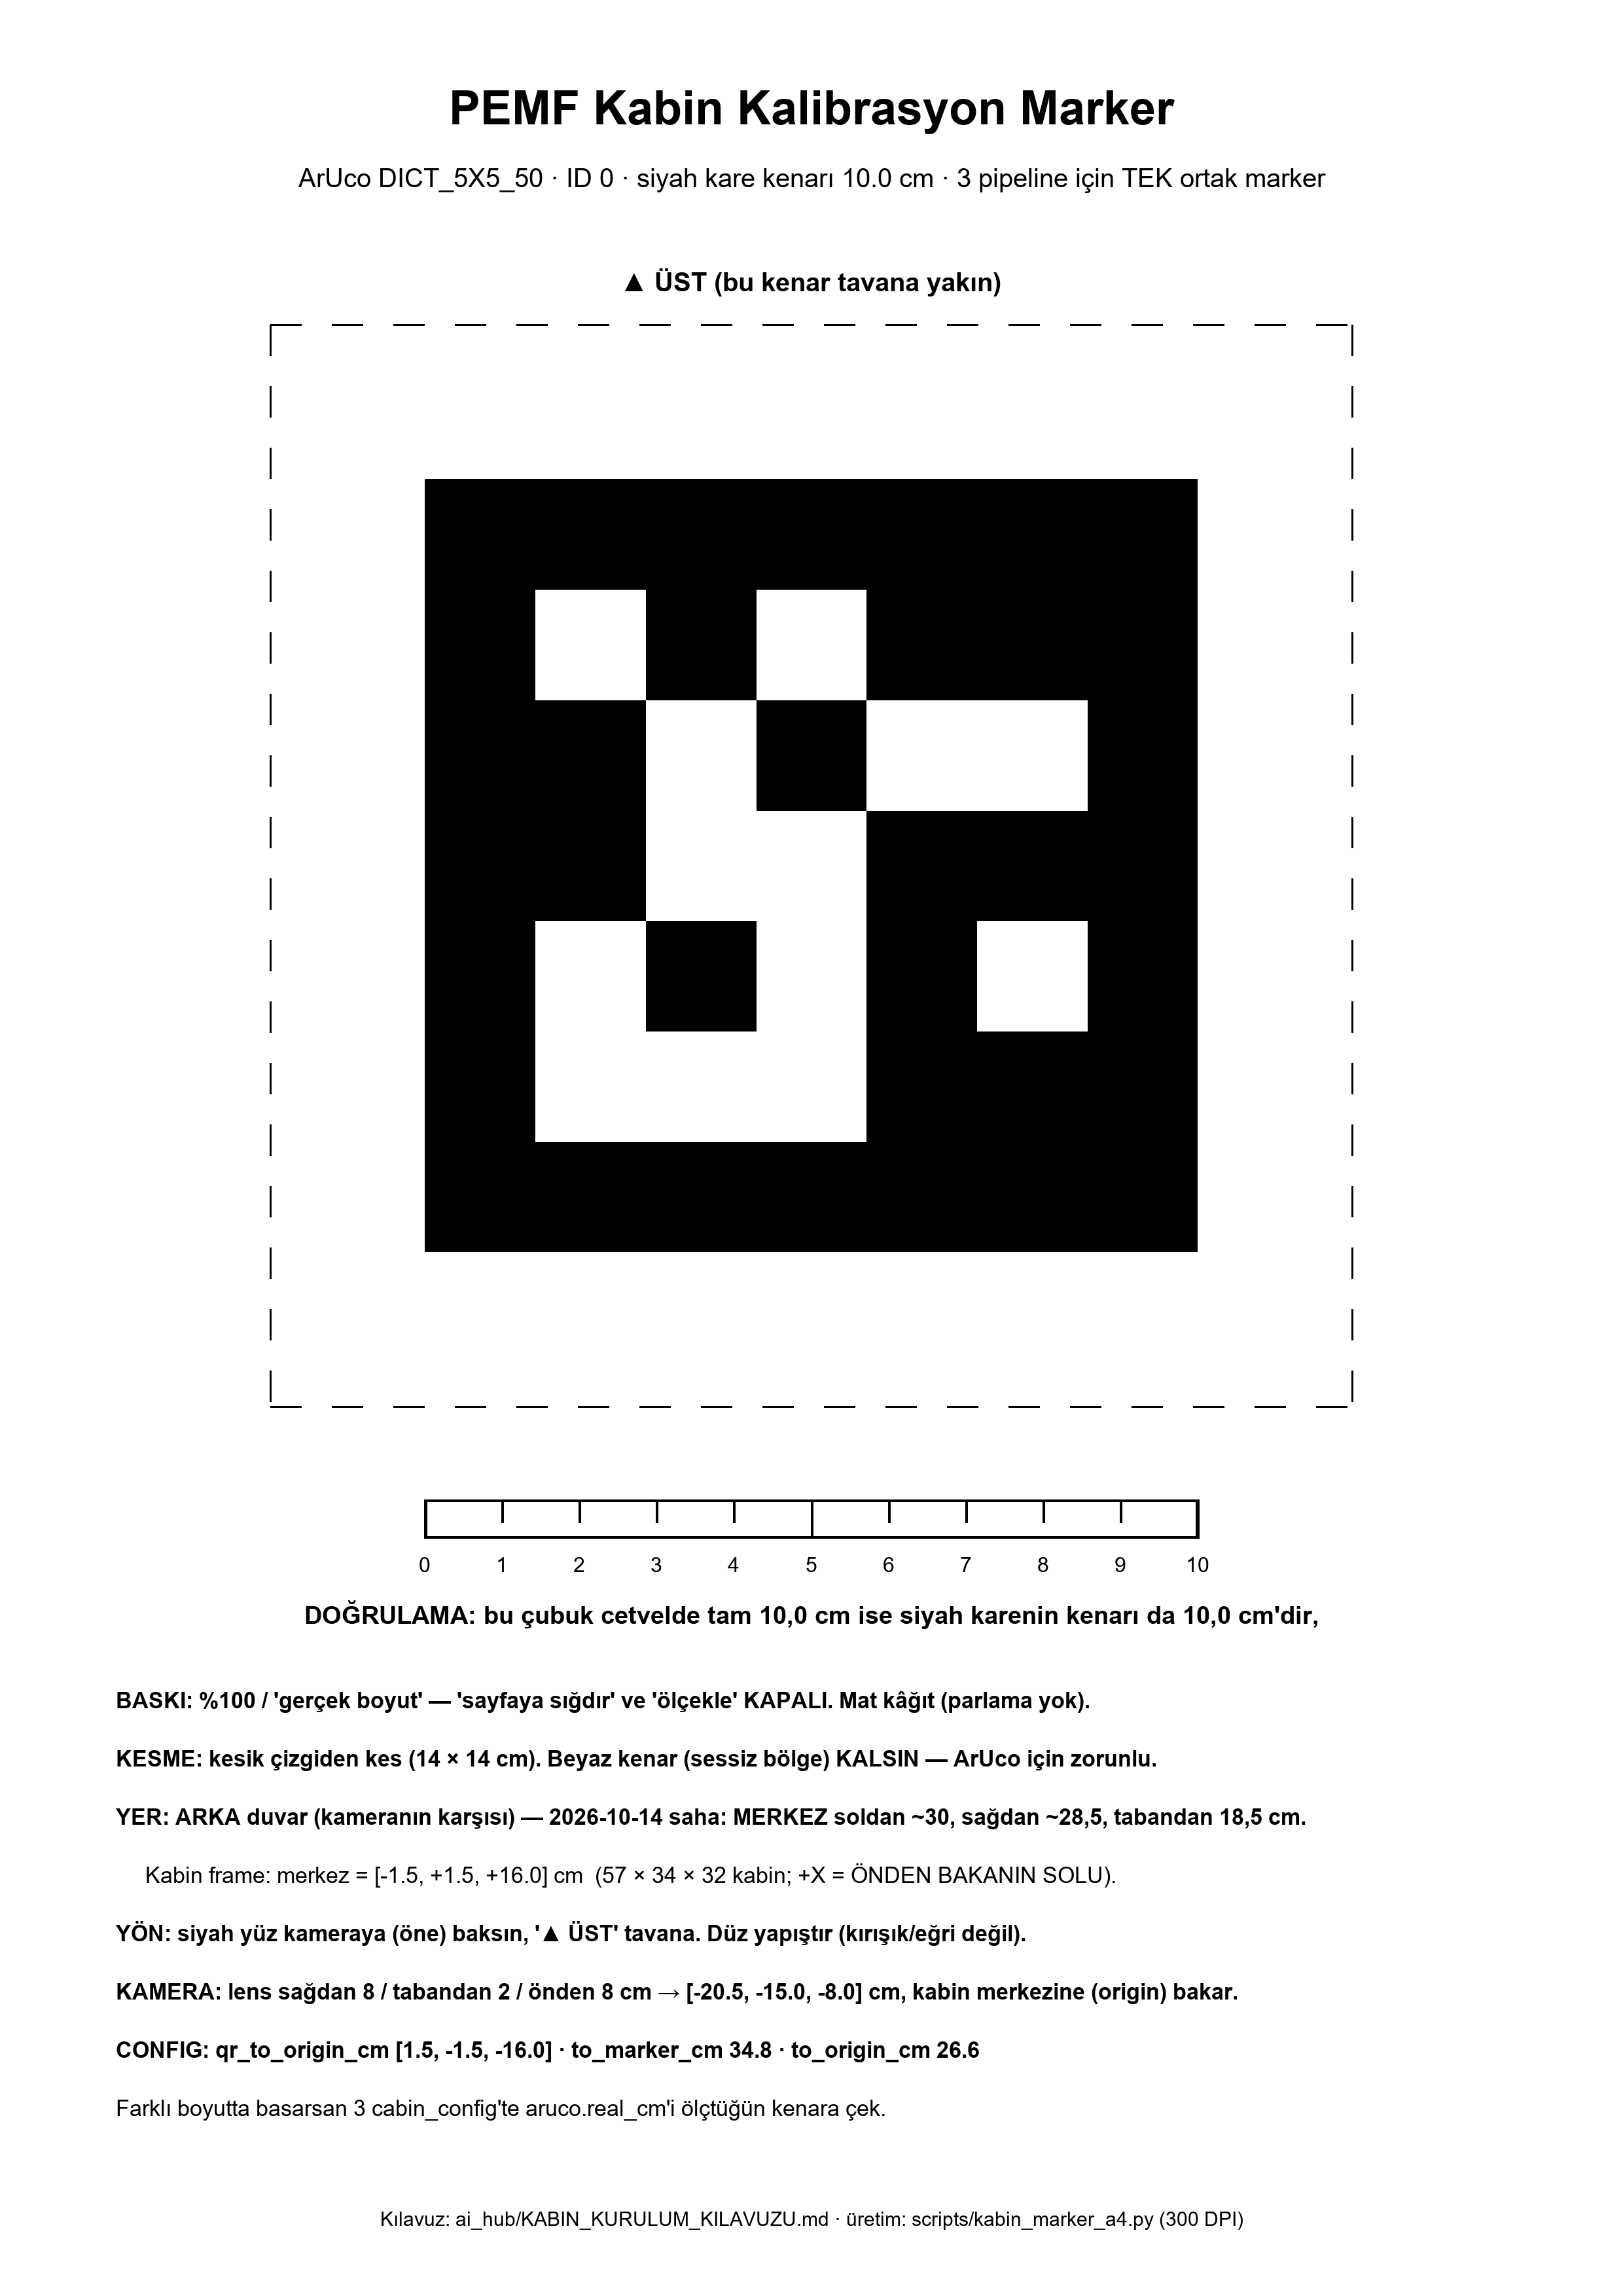 PEMF Kabin Kalibrasyon Marker
ArUco DICT_5X5_50 · ID 0 · siyah kare kenarı 10.0 cm · 3 pipeline için TEK ortak marker
▲ ÜST (bu kenar tavana yakın)
0 1 2 3 4 5 6 7 8 9 10
DOĞRULAMA: bu çubuk cetvelde tam 10,0 cm ise siyah karenin kenarı da 10,0 cm'dir,
BASKI: %100 / 'gerçek boyut' — 'sayfaya sığdır' ve 'ölçekle' KAPALI. Mat kâğıt (parlama yok).
KESME: kesik çizgiden kes (14 × 14 cm). Beyaz kenar (sessiz bölge) KALSIN — ArUco için zorunlu.
YER: ARKA duvar (kameranın karşısı) — 2026-10-14 saha: MERKEZ soldan ~30, sağdan ~28,5, tabandan 18,5 cm.
Kabin frame: merkez = [-1.5, +1.5, +16.0] cm (57 × 34 × 32 kabin; +X = ÖNDEN BAKANIN SOLU).
YÖN: siyah yüz kameraya (öne) baksın, '▲ ÜST' tavana. Düz yapıştır (kırışık/eğri değil).
KAMERA: lens sağdan 8 / tabandan 2 / önden 8 cm → [-20.5, -15.0, -8.0] cm, kabin merkezine (origin) bakar.
CONFIG: qr_to_origin_cm [1.5, -1.5, -16.0] · to_marker_cm 34.8 · to_origin_cm 26.6
Farklı boyutta basarsan 3 cabin_config'te aruco.real_cm'i ölçtüğün kenara çek.
Kılavuz: ai_hub/KABIN_KURULUM_KILAVUZU.md · üretim: scripts/kabin_marker_a4.py (300 DPI)